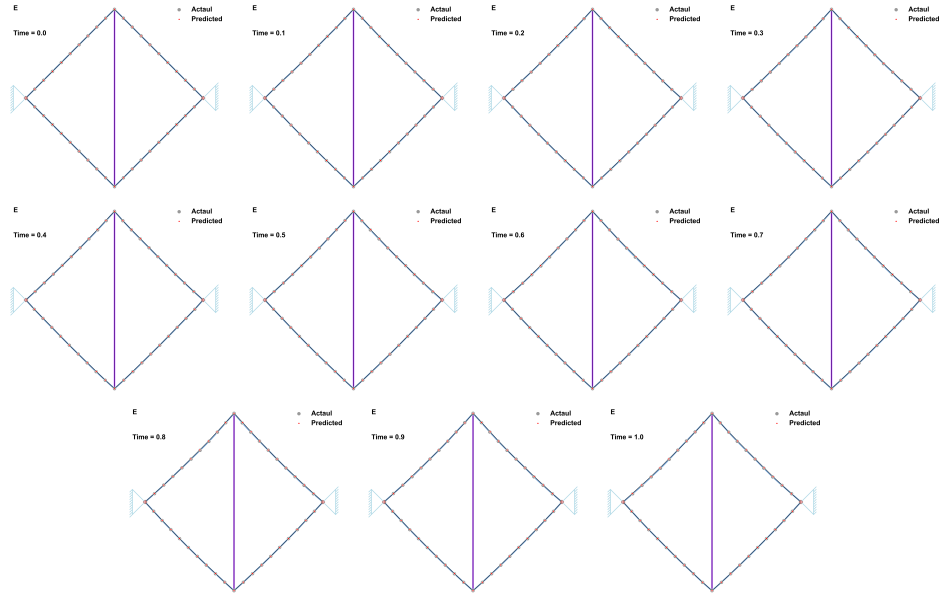 E
Actaul
Predicted
Time = 0.0
E
Actaul
Predicted
Time = 0.1
E
Actaul
Predicted
Time = 0.2
E
Actaul
Predicted
Time = 0.3
E
Actaul
Predicted
Time = 0.4
E
Actaul
Predicted
Time = 0.5
E
Actaul
Predicted
Time = 0.6
E
Actaul
Predicted
Time = 0.7
E
Actaul
Predicted
Time = 0.8
E
Actaul
Predicted
Time = 0.9
E
Actaul
Predicted
Time = 1.0